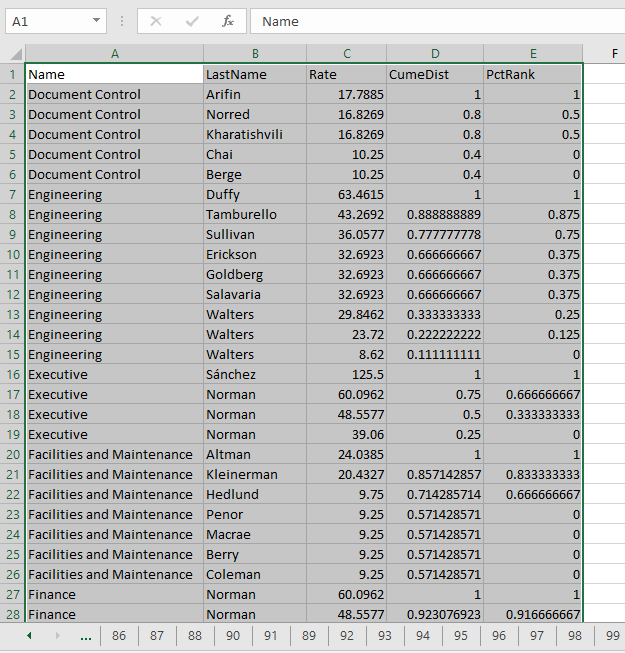 A1 fx Name
A B C D E F
1 Name LastName Rate CumeDist PctRank
2 Document Control Arifin 17.7885 1 1
3 Document Control Norred 16.8269 0.8 0.5
4 Document Control Kharatishvili 16.8269 0.8 0.5
5 Document Control Chai 10.25 0.4 0
6 Document Control Berge 10.25 0.4 0
7 Engineering Duffy 63.4615 1 1
8 Engineering Tamburello 43.2692 0.888888889 0.875
9 Engineering Sullivan 36.0577 0.777777778 0.75
10 Engineering Erickson 32.6923 0.666666667 0.375
11 Engineering Goldberg 32.6923 0.666666667 0.375
12 Engineering Salavaria 32.6923 0.666666667 0.375
13 Engineering Walters 29.8462 0.333333333 0.25
14 Engineering Walters 23.72 0.222222222 0.125
15 Engineering Walters 8.62 0.111111111 0
16 Executive Sánchez 125.5 1 1
17 Executive Norman 60.0962 0.75 0.666666667
18 Executive Norman 48.5577 0.5 0.333333333
19 Executive Norman 39.06 0.25 0
20 Facilities and Maintenance Altman 24.0385 1 1
21 Facilities and Maintenance Kleinerman 20.4327 0.857142857 0.833333333
22 Facilities and Maintenance Hedlund 9.75 0.714285714 0.666666667
23 Facilities and Maintenance Penor 9.25 0.571428571 0
24 Facilities and Maintenance Macrae 9.25 0.571428571 0
25 Facilities and Maintenance Berry 9.25 0.571428571 0
26 Facilities and Maintenance Coleman 9.25 0.571428571 0
27 Finance Norman 60.0962 1 1
28 Finance Norman 48.5577 0.923076923 0.916666667
... 86 87 88 90 91 89 92 93 94 95 96 97 98 99